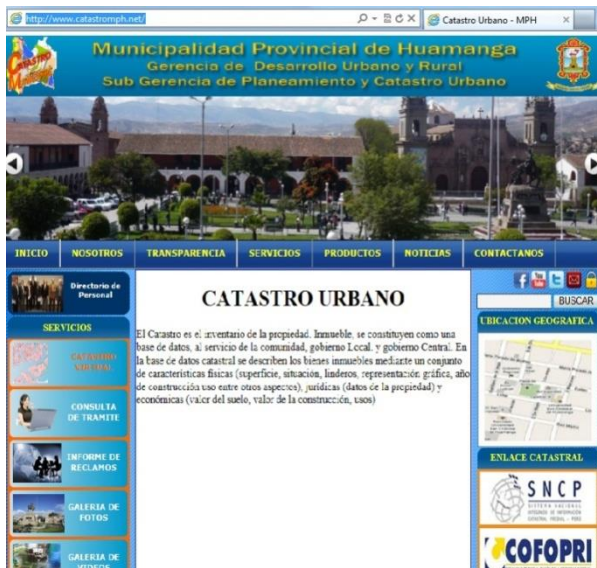 http://www.catastromph.net/
Catastro Urbano - MPH
Municipalidad Provincial de Huamanga
Gerencia de Desarrollo Urbano y Rural
Sub Gerencia de Planeamiento y Catastro Urbano
INICIO NOSOTROS TRANSPARENCIA SERVICIOS PRODUCTOS NOTICIAS CONTACTANOS
Directorio de
Personal
SERVICIOS
CATASTRO
CONSULTA
DE TRAMITE
INFORME DE
RECLAMOS
GALERIA DE
FOTOS
GALERIA DE
VIDEOS
CATASTRO URBANO
El Catastro es el inventario de la propiedad. Inmueble, se constituyen como una
base de datos, al servicio de la comunidad, gobierno Local. y gobierno Central. En
la base de datos catastral se describen los bienes inmuebles mediante un conjunto
de características físicas (superficie, situación, linderos, representación gráfica, año
de construcción uso entre otros aspectos), jurídicas (datos de la propiedad) y
económicas (valor del suelo, valor de la construcción, usos)
BUSCAR
UBICACION GEOGRAFICA
ENLACE CATASTRAL
SNCP
SISTEMA NACIONAL
COFOPRI